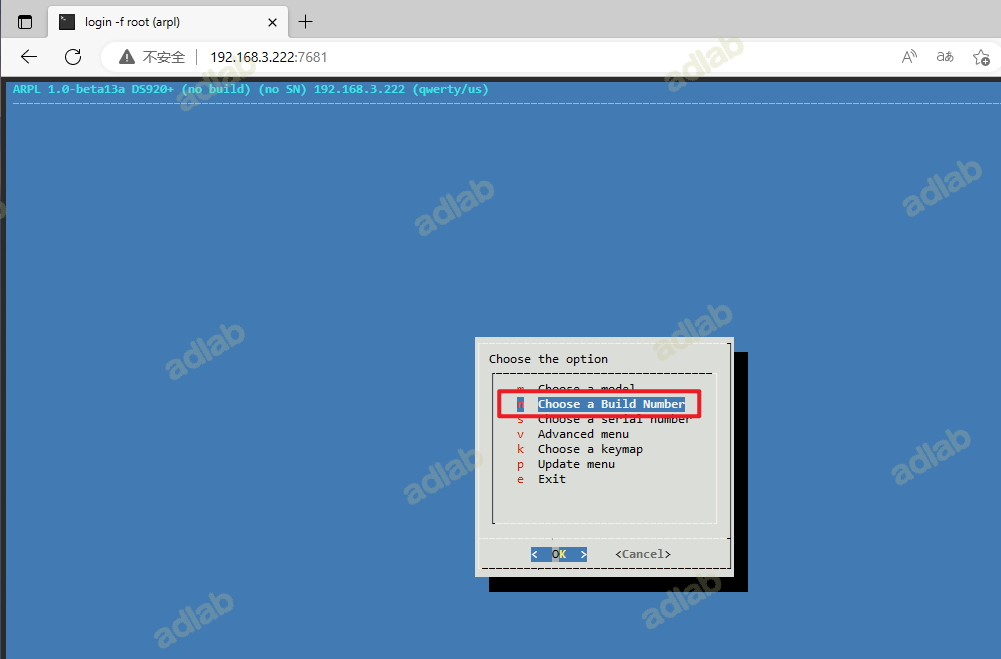 login -f root (arpl)
不安全 192.168.3.222:7681
ARPL 1.0-beta13a DS920+ (no build) (no SN) 192.168.3.222 (qwerty/us)
Choose the option
m Choose a model
n Choose a Build Number
s Choose a serial number
v Advanced menu
k Choose a keymap
p Update menu
e Exit
< OK > <Cancel>
adlab
adlab
adlab
adlab
adlab
adlab
adlab
adlab
adlab
adlab